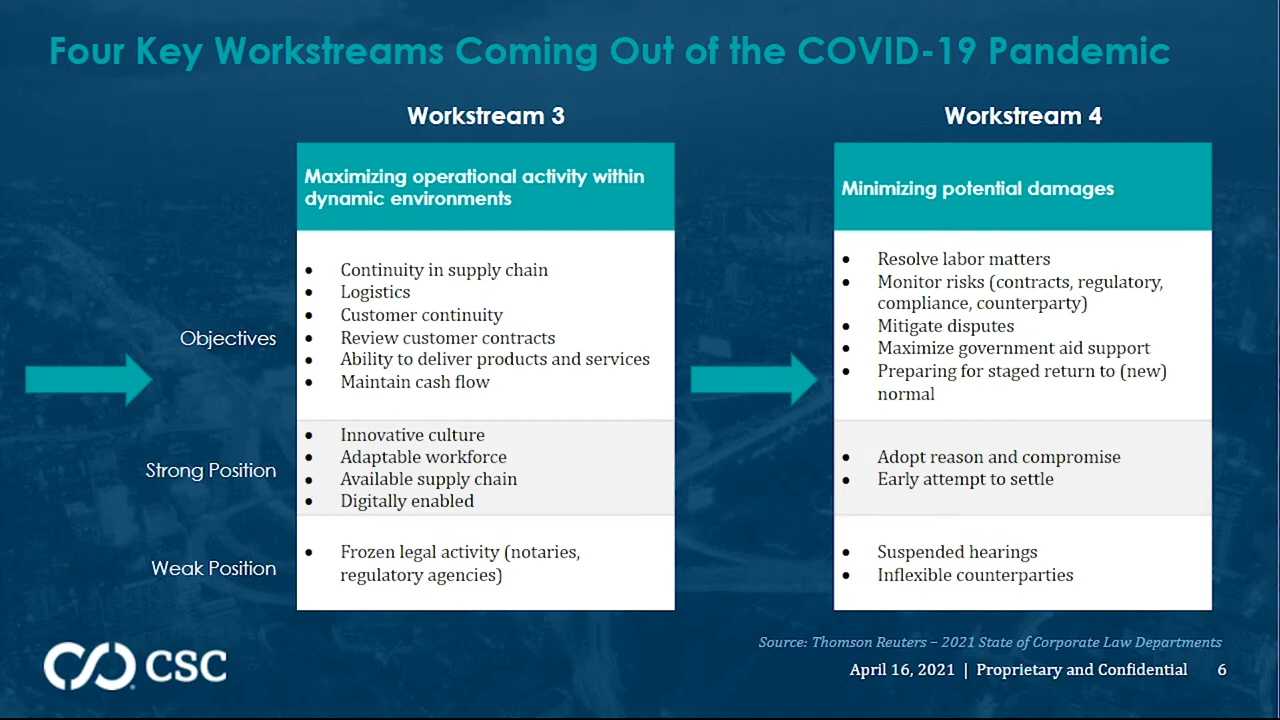 Four Key Workstreams Coming Out of the COVID-19 Pandemic
Workstream 3
Workstream 4
Maximizing operational activity within
dynamic environments
Minimizing potential damages
Objectives
• Continuity in supply chain
• Logistics
• Customer continuity
• Review customer contracts
• Ability to deliver products and services
• Maintain cash flow
• Resolve labor matters
• Monitor risks (contracts, regulatory,
compliance, counterparty)
• Mitigate disputes
• Maximize government aid support
• Preparing for staged return to (new)
normal
Strong Position
• Innovative culture
• Adaptable workforce
• Available supply chain
• Digitally enabled
• Adopt reason and compromise
• Early attempt to settle
Weak Position
• Frozen legal activity (notaries,
regulatory agencies)
• Suspended hearings
• Inflexible counterparties
Source: Thomson Reuters – 2021 State of Corporate Law Departments
CSC
April 16, 2021 | Proprietary and Confidential 6